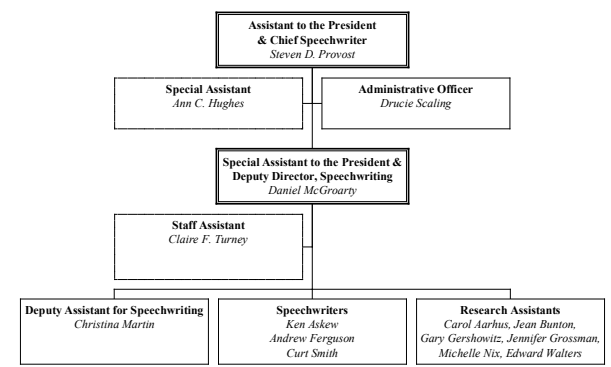 Assistant to the President
& Chief Speechwriter
Steven D. Provost
Special Assistant
Ann C. Hughes
Administrative Officer
Drucie Scaling
Special Assistant to the President &
Deputy Director, Speechwriting
Daniel McGroarty
Staff Assistant
Claire F. Turney
Deputy Assistant for Speechwriting
Christina Martin
Speechwriters
Ken Askew
Andrew Ferguson
Curt Smith
Research Assistants
Carol Aarhus, Jean Bunton,
Gary Gershowitz, Jennifer Grossman,
Michelle Nix, Edward Walters